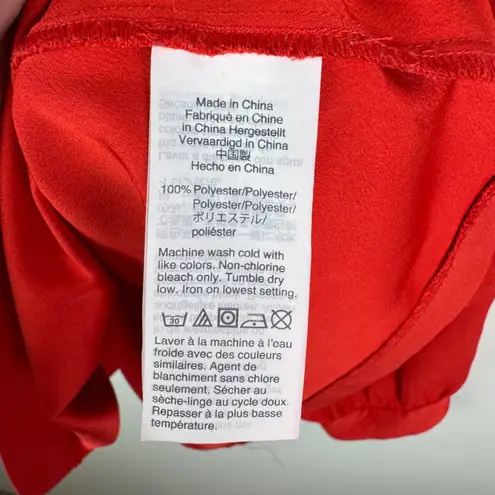 Made in China
Fabriqué en Chine
in China Hergestellt
Vervaardigd in China
中国製
Hecho en China
100% Polyester/Polyester/
Polyester/Polyester/
ポリエステル/
poliéster
Machine wash cold with
like colors. Non-chlorine
bleach only. Tumble dry
low. Iron on lowest setting.
30
Laver à la machine à l'eau
froide avec des couleurs
similaires. Agent de
blanchiment sans chlore
seulement. Sécher au
sèche-linge au cycle doux.
Repasser à la plus basse
température.